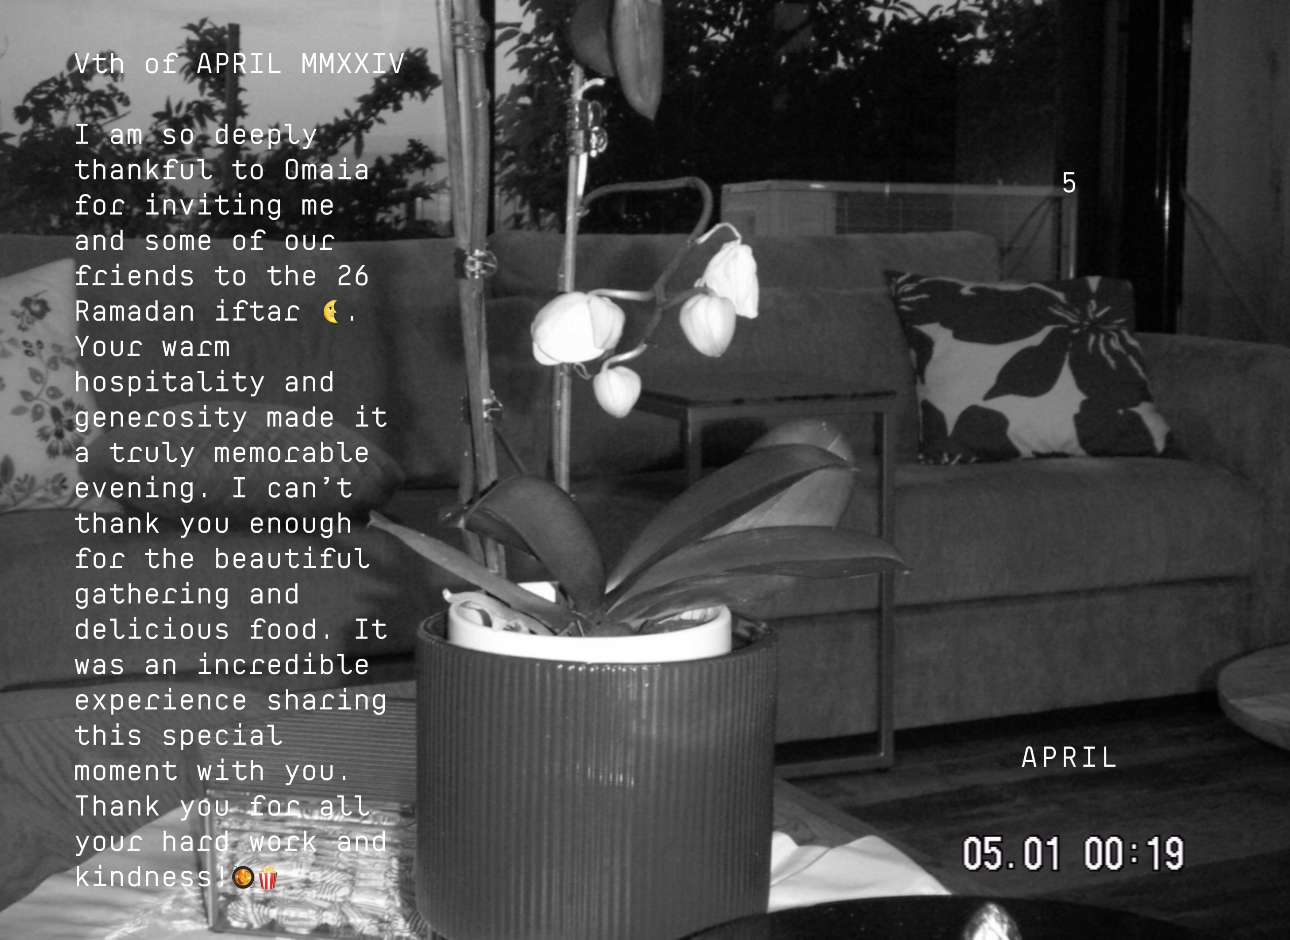 Vth of APRIL MMXXIV
I am so deeply
thankful to Omaia
for inviting me
and some of our
friends to the 26
Ramadan iftar 🌜.
Your warm
hospitality and
generosity made it
a truly memorable
evening. I can’t
thank you enough
for the beautiful
gathering and
delicious food. It
was an incredible
experience sharing
this special
moment with you.
Thank you for all
your hard work and
kindness!🥘🍿
5
APRIL
05.01 00:19